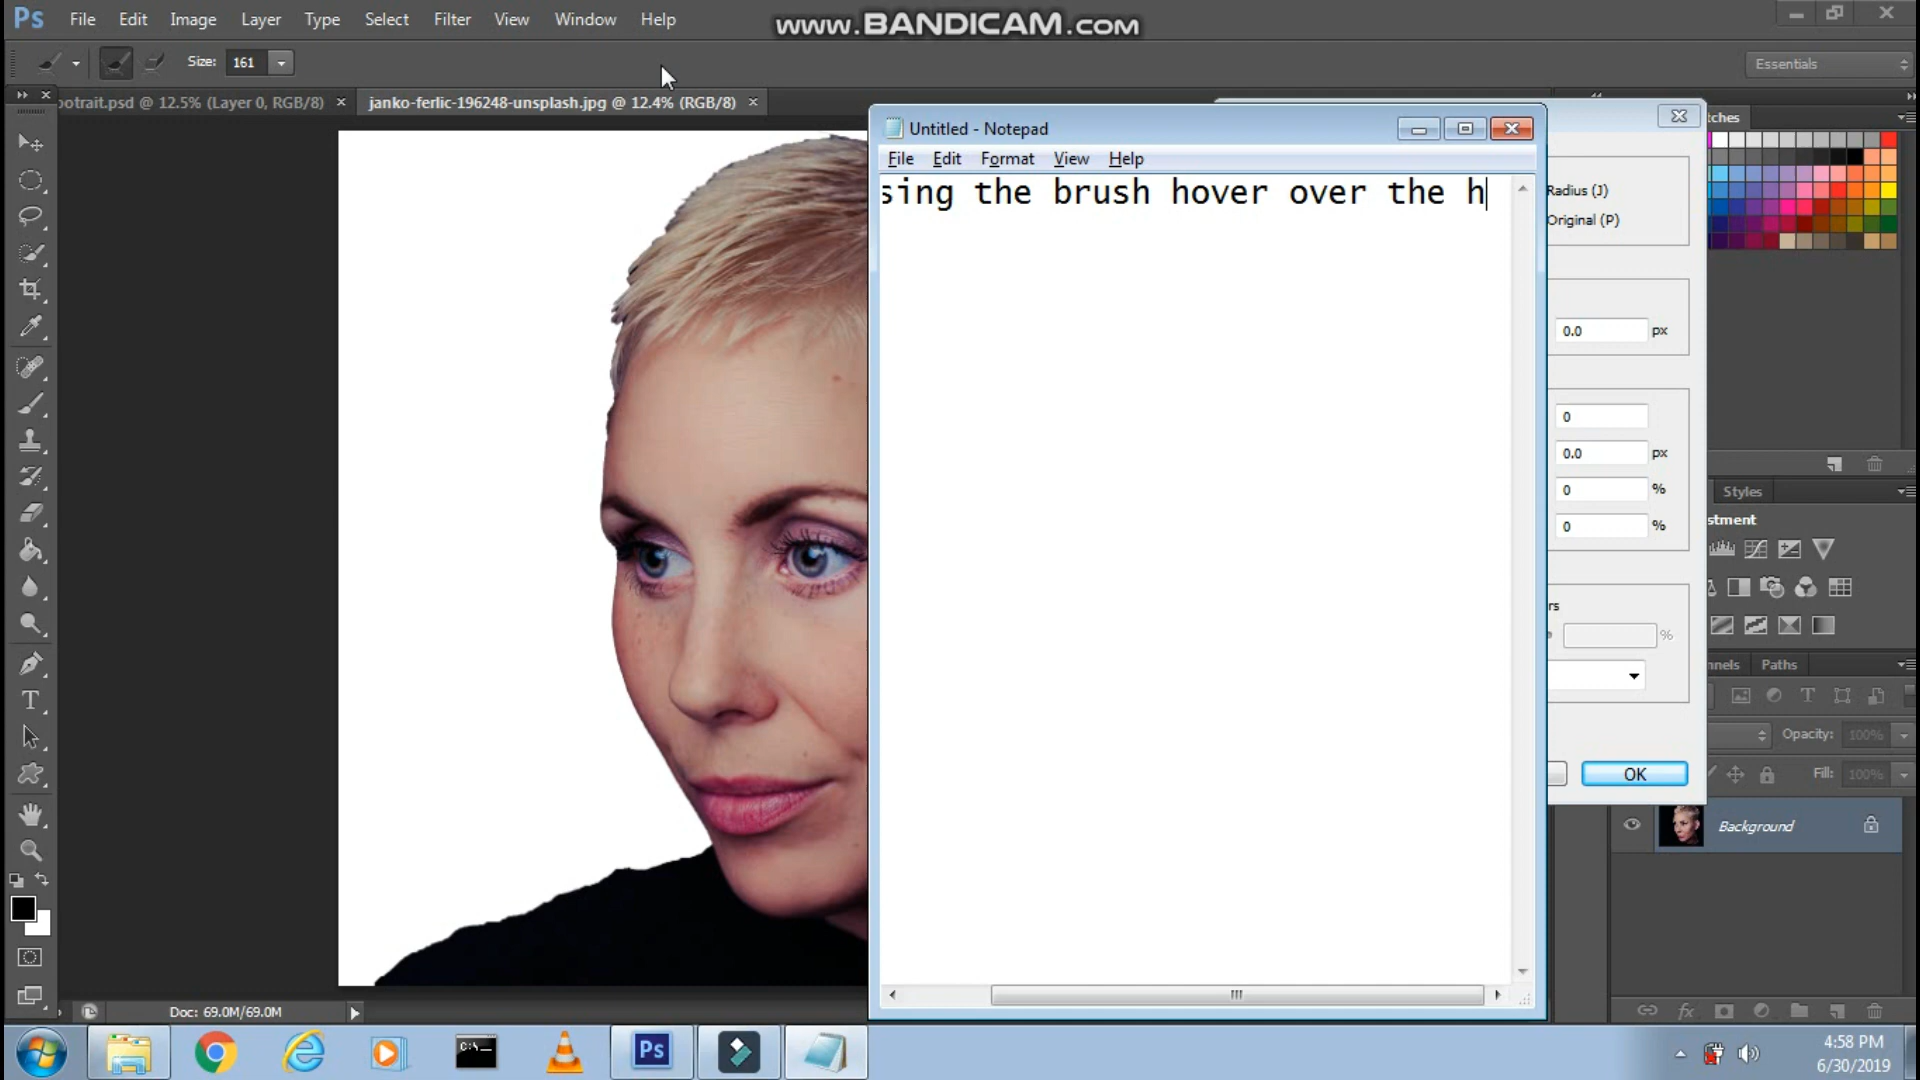 Ps File Edit Image Layer Type Select Filter View Window Help
www.BANDICAM.com
Size: 161
Essentials
potrait.psd @ 12.5% (Layer 0, RGB/8)
janko-ferlic-196248-unsplash.jpg @ 12.4% (RGB/8)
Untitled - Notepad
File Edit Format View Help
sing the brush hover over the h
tches
Radius (J)
Original (P)
0.0 px
0
0.0 px
0 %
0 %
Styles
stment
rs
%
nnels Paths
Opacity: 100%
Fill: 100%
OK
Background
Doc: 69.0M/69.0M
T
C:\._
Ps
4:58 PM
6/30/2019